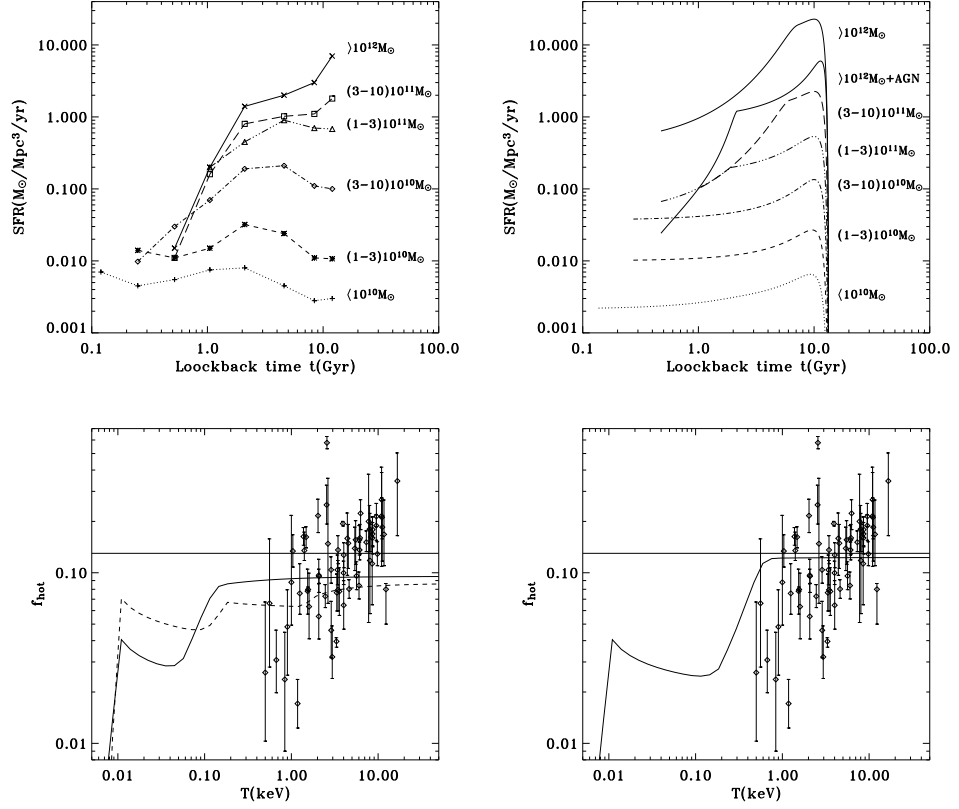 10.000
1.000
0.100
0.010
0.001
SFR(M⊙/Mpc³/yr)
⟩10¹²M⊙
(3−10)10¹¹M⊙
(1−3)10¹¹M⊙
(3−10)10¹⁰M⊙
(1−3)10¹⁰M⊙
⟨10¹⁰M⊙
0.1 1.0 10.0 100.0
Loockback time t(Gyr)
10.000
1.000
0.100
0.010
0.001
SFR(M⊙/Mpc³/yr)
⟩10¹²M⊙
⟩10¹²M⊙+AGN
(3−10)10¹¹M⊙
(1−3)10¹¹M⊙
(3−10)10¹⁰M⊙
(1−3)10¹⁰M⊙
⟨10¹⁰M⊙
0.1 1.0 10.0 100.0
Loockback time t(Gyr)
0.10
0.01
f_hot
0.01 0.10 1.00 10.00
T(keV)
0.10
0.01
f_hot
0.01 0.10 1.00 10.00
T(keV)